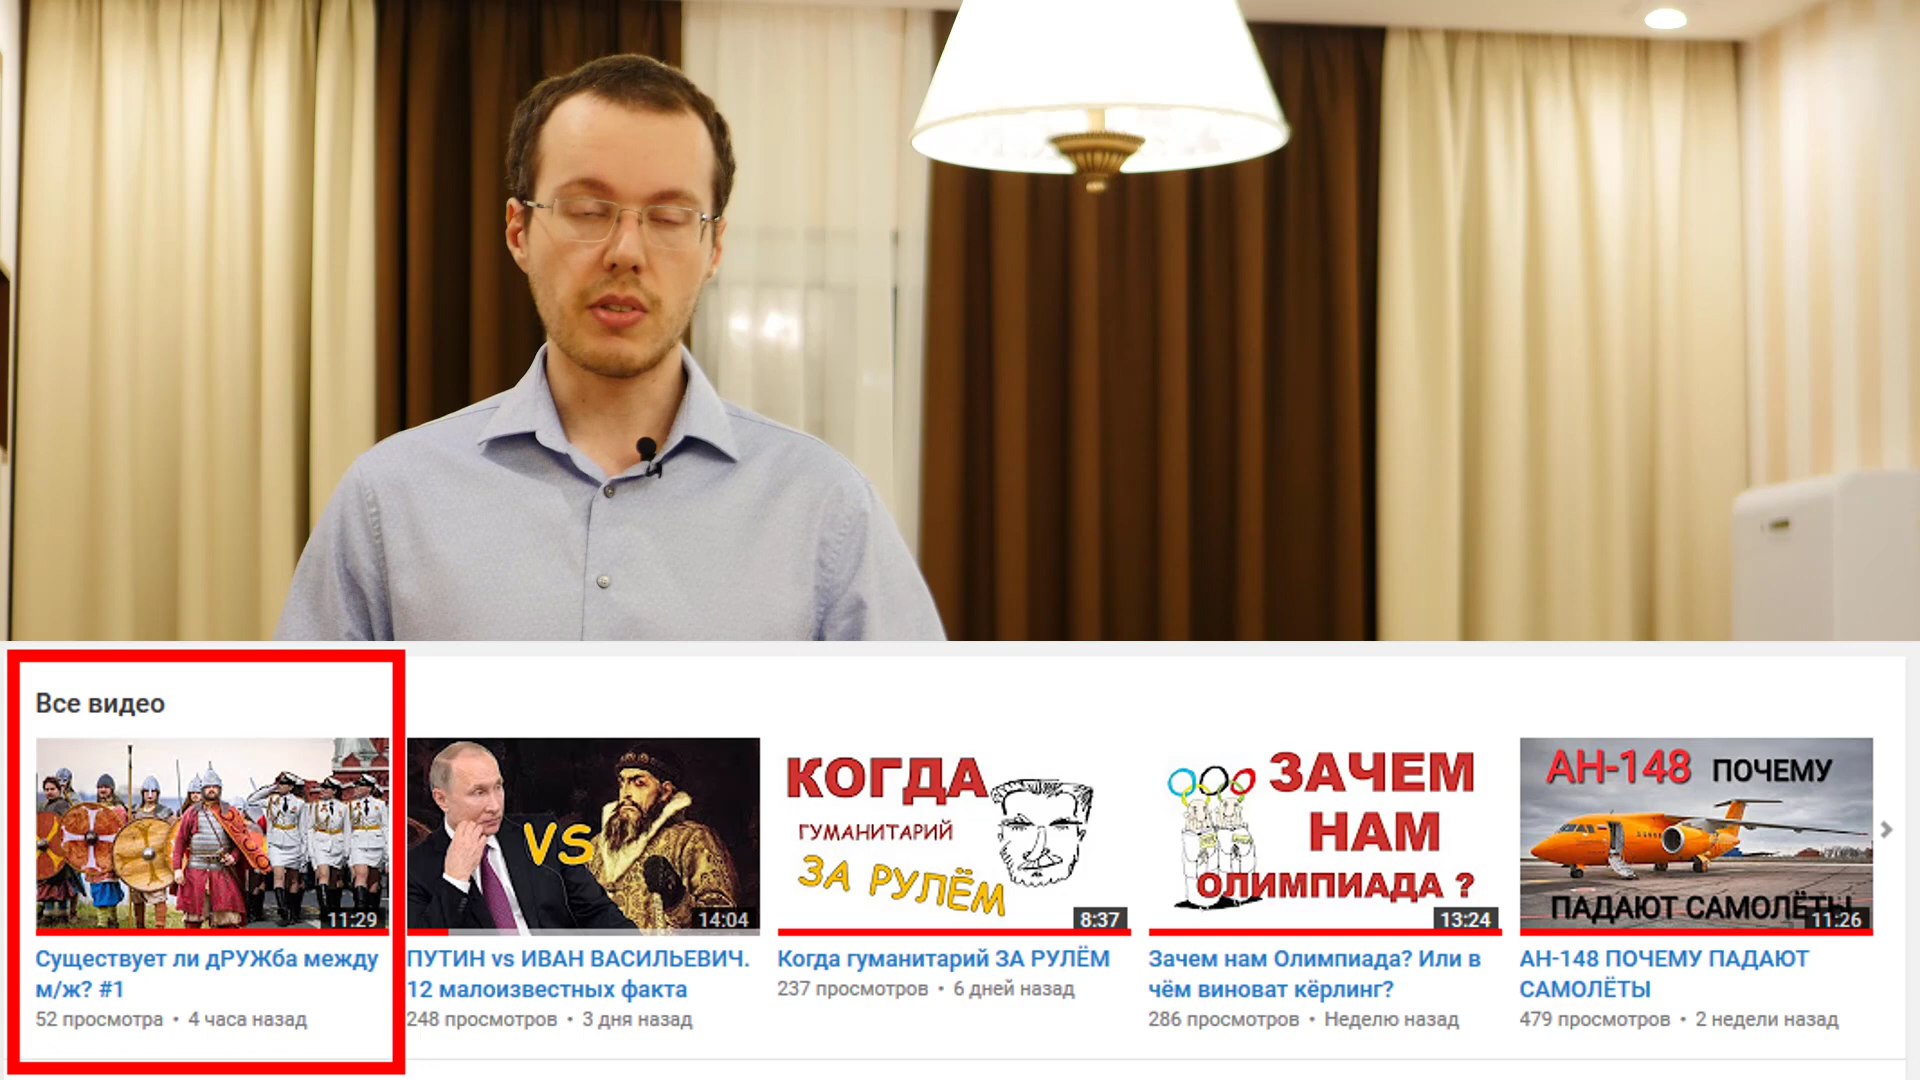 Все видео
11:29
VS
14:04
КОГДА
ГУМАНИТАРИЙ
ЗА РУЛЁМ
8:37
ЗАЧЕМ
НАМ
ОЛИМПИАДА ?
13:24
АН-148 ПОЧЕМУ
ПАДАЮТ САМОЛЁТЫ
11:26
Существует ли дРУЖба между
м/ж? #1
52 просмотра • 4 часа назад
ПУТИН vs ИВАН ВАСИЛЬЕВИЧ.
12 малоизвестных факта
248 просмотров • 3 дня назад
Когда гуманитарий ЗА РУЛЁМ
237 просмотров • 6 дней назад
Зачем нам Олимпиада? Или в
чём виноват кёрлинг?
286 просмотров • Неделю назад
АН-148 ПОЧЕМУ ПАДАЮТ
САМОЛЁТЫ
479 просмотров • 2 недели назад